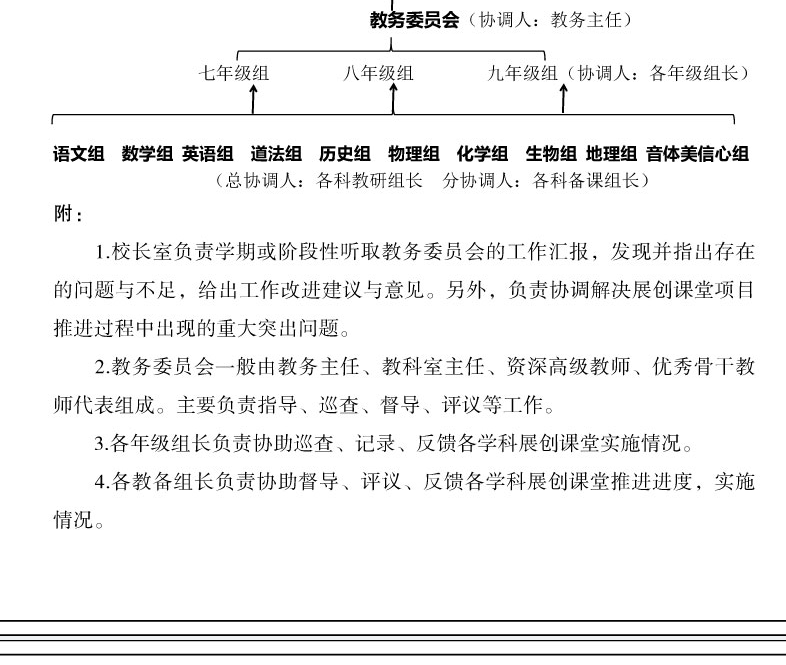 教务委员会（协调人：教务主任）
七年级组 八年级组 九年级组（协调人：各年级组长）
语文组 数学组 英语组 道法组 历史组 物理组 化学组 生物组 地理组 音体美信心组
（总协调人：各科教研组长 分协调人：各科备课组长）
附：
1.校长室负责学期或阶段性听取教务委员会的工作汇报，发现并指出存在
的问题与不足，给出工作改进建议与意见。另外，负责协调解决展创课堂项目
推进过程中出现的重大突出问题。
2.教务委员会一般由教务主任、教科室主任、资深高级教师、优秀骨干教
师代表组成。主要负责指导、巡查、督导、评议等工作。
3.各年级组长负责协助巡查、记录、反馈各学科展创课堂实施情况。
4.各教备组长负责协助督导、评议、反馈各学科展创课堂推进进度，实施
情况。